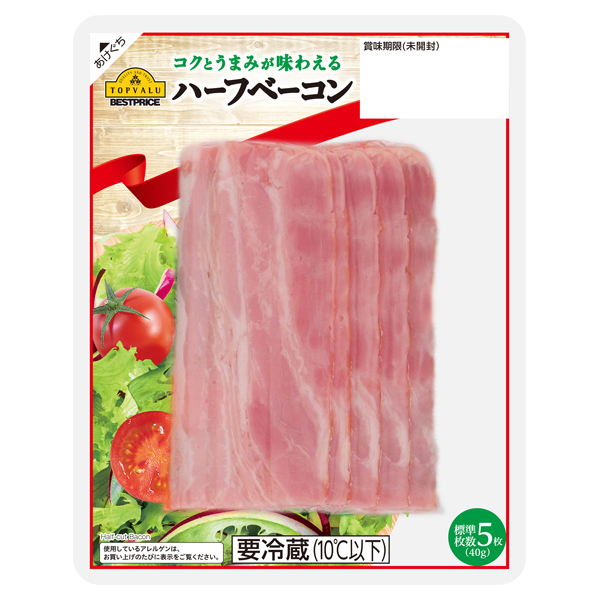 あけぐち
賞味期限(未開封)
コクとうまみが味わえる
QUALITY AND TRUST
TOPVALU
BESTPRICE
ハーフベーコン
Half-cut Bacon
使用しているアレルゲンは、
お買い上げのたびに表示をご覧ください。
要冷蔵(10℃以下)
標準
枚数5枚
(40g)